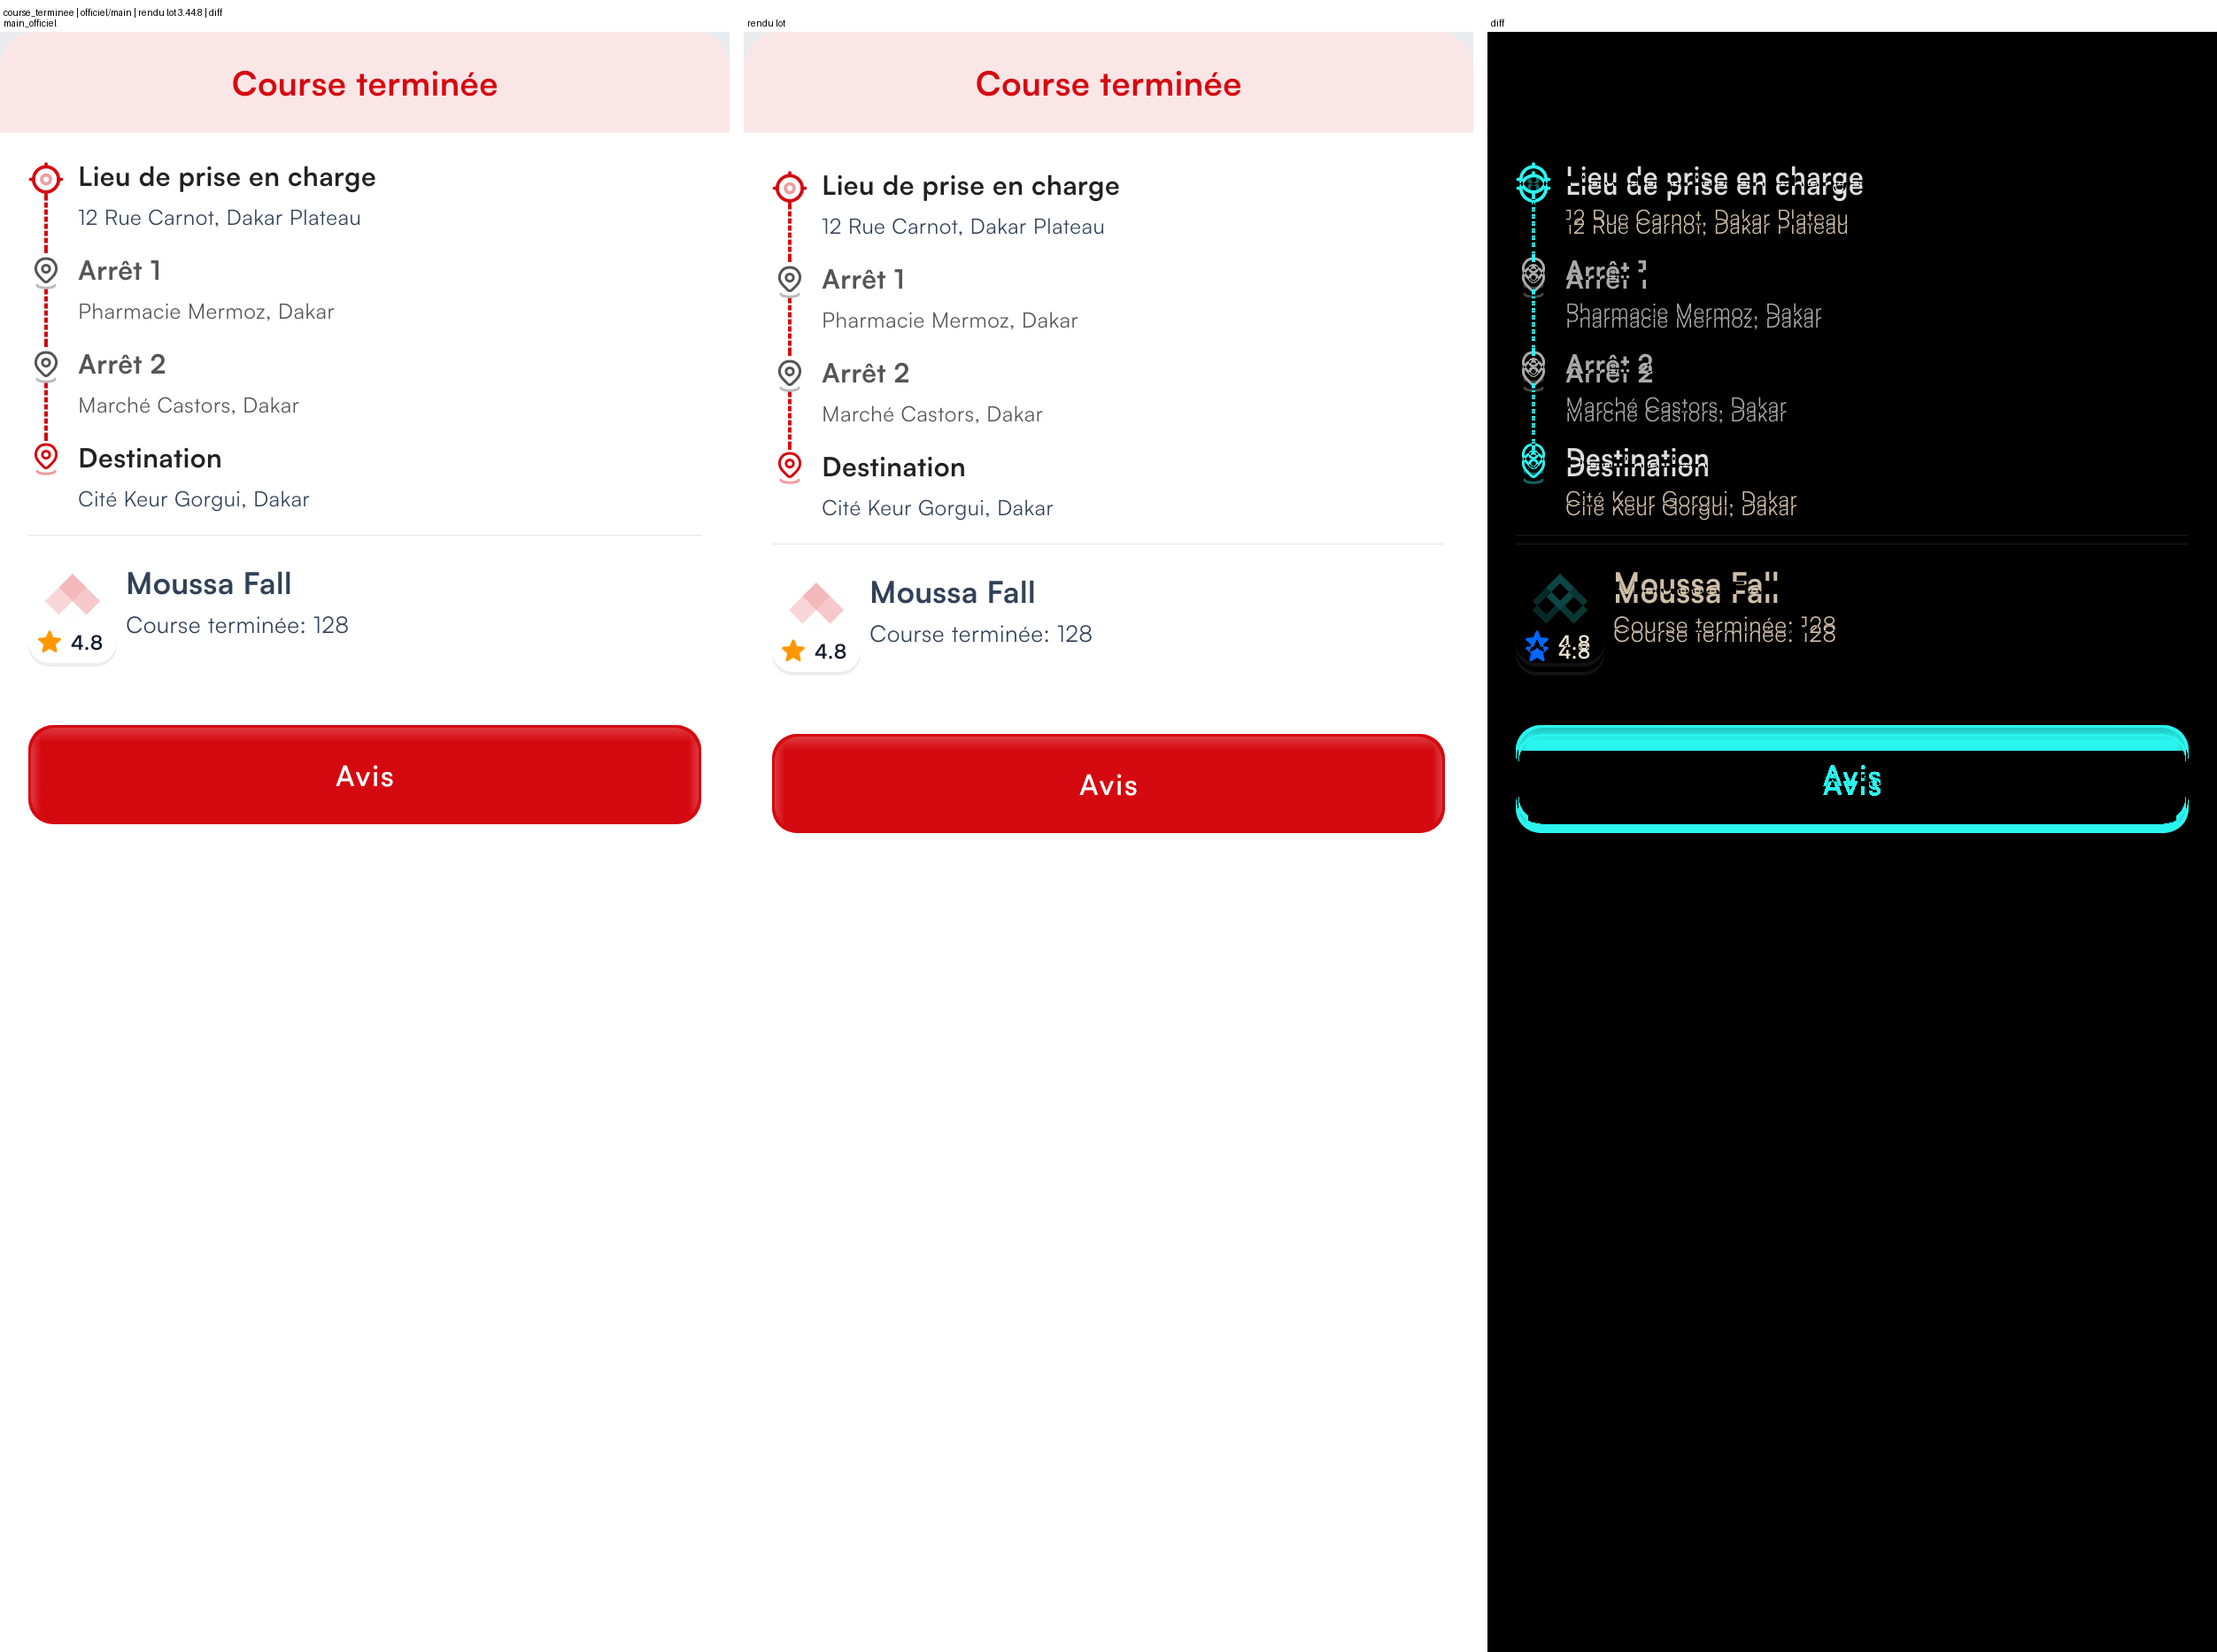 course_terminee | officiel/main | rendu lot 3.44.8 | diff
main_officiel
Course terminée
Lieu de prise en charge
12 Rue Carnot, Dakar Plateau
Arrêt 1
Pharmacie Mermoz, Dakar
Arrêt 2
Marché Castors, Dakar
Destination
Cité Keur Gorgui, Dakar
Moussa Fall
Course terminée: 128
4.8
Avis
rendu lot
Course terminée
Lieu de prise en charge
12 Rue Carnot, Dakar Plateau
Arrêt 1
Pharmacie Mermoz, Dakar
Arrêt 2
Marché Castors, Dakar
Destination
Cité Keur Gorgui, Dakar
Moussa Fall
Course terminée: 128
4.8
Avis
diff
Lieu de prise en charge
12 Rue Carnot, Dakar Plateau
Arrêt 1
Pharmacie Mermoz, Dakar
Arrêt 2
Marché Castors, Dakar
Destination
Cité Keur Gorgui, Dakar
Moussa Fall
Course terminée: 128
4.8
Avis